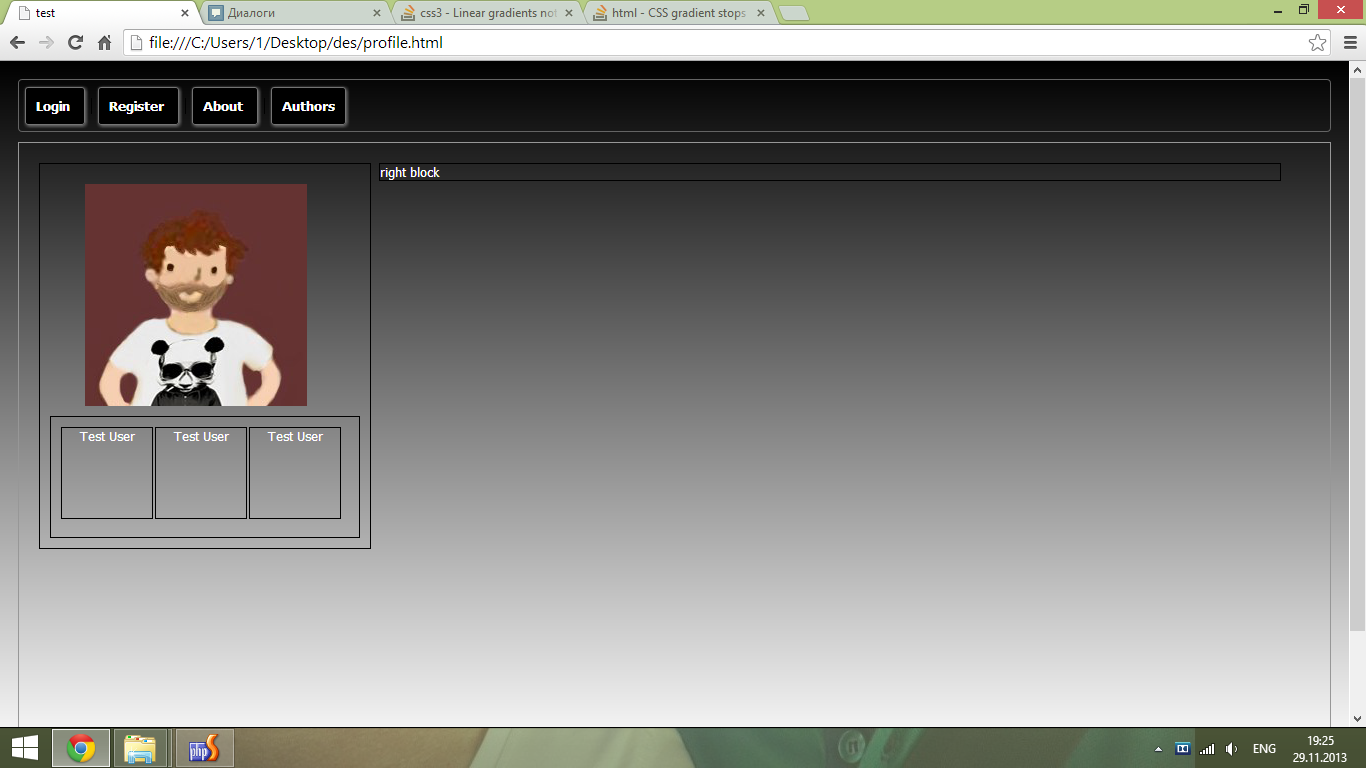 test
Диалоги
css3 - Linear gradients not
html - CSS gradient stops
file:///C:/Users/1/Desktop/des/profile.html
Login Register About Authors
right block
Test User Test User Test User
php
ENG
19:25
29.11.2013